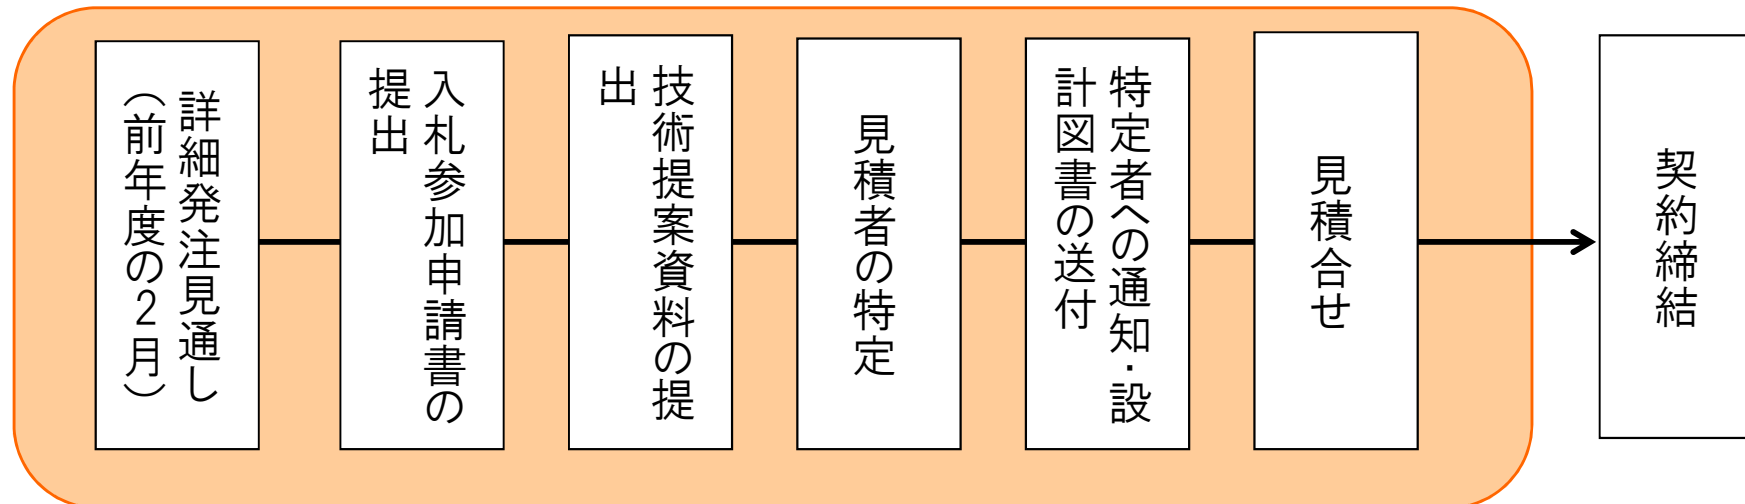 詳細発注見通し
（前年度の２月）
入札参加申請書の
提出
技術提案資料の提
出
見積者の特定
特定者への通知・設
計図書の送付
見積合せ
契約締結